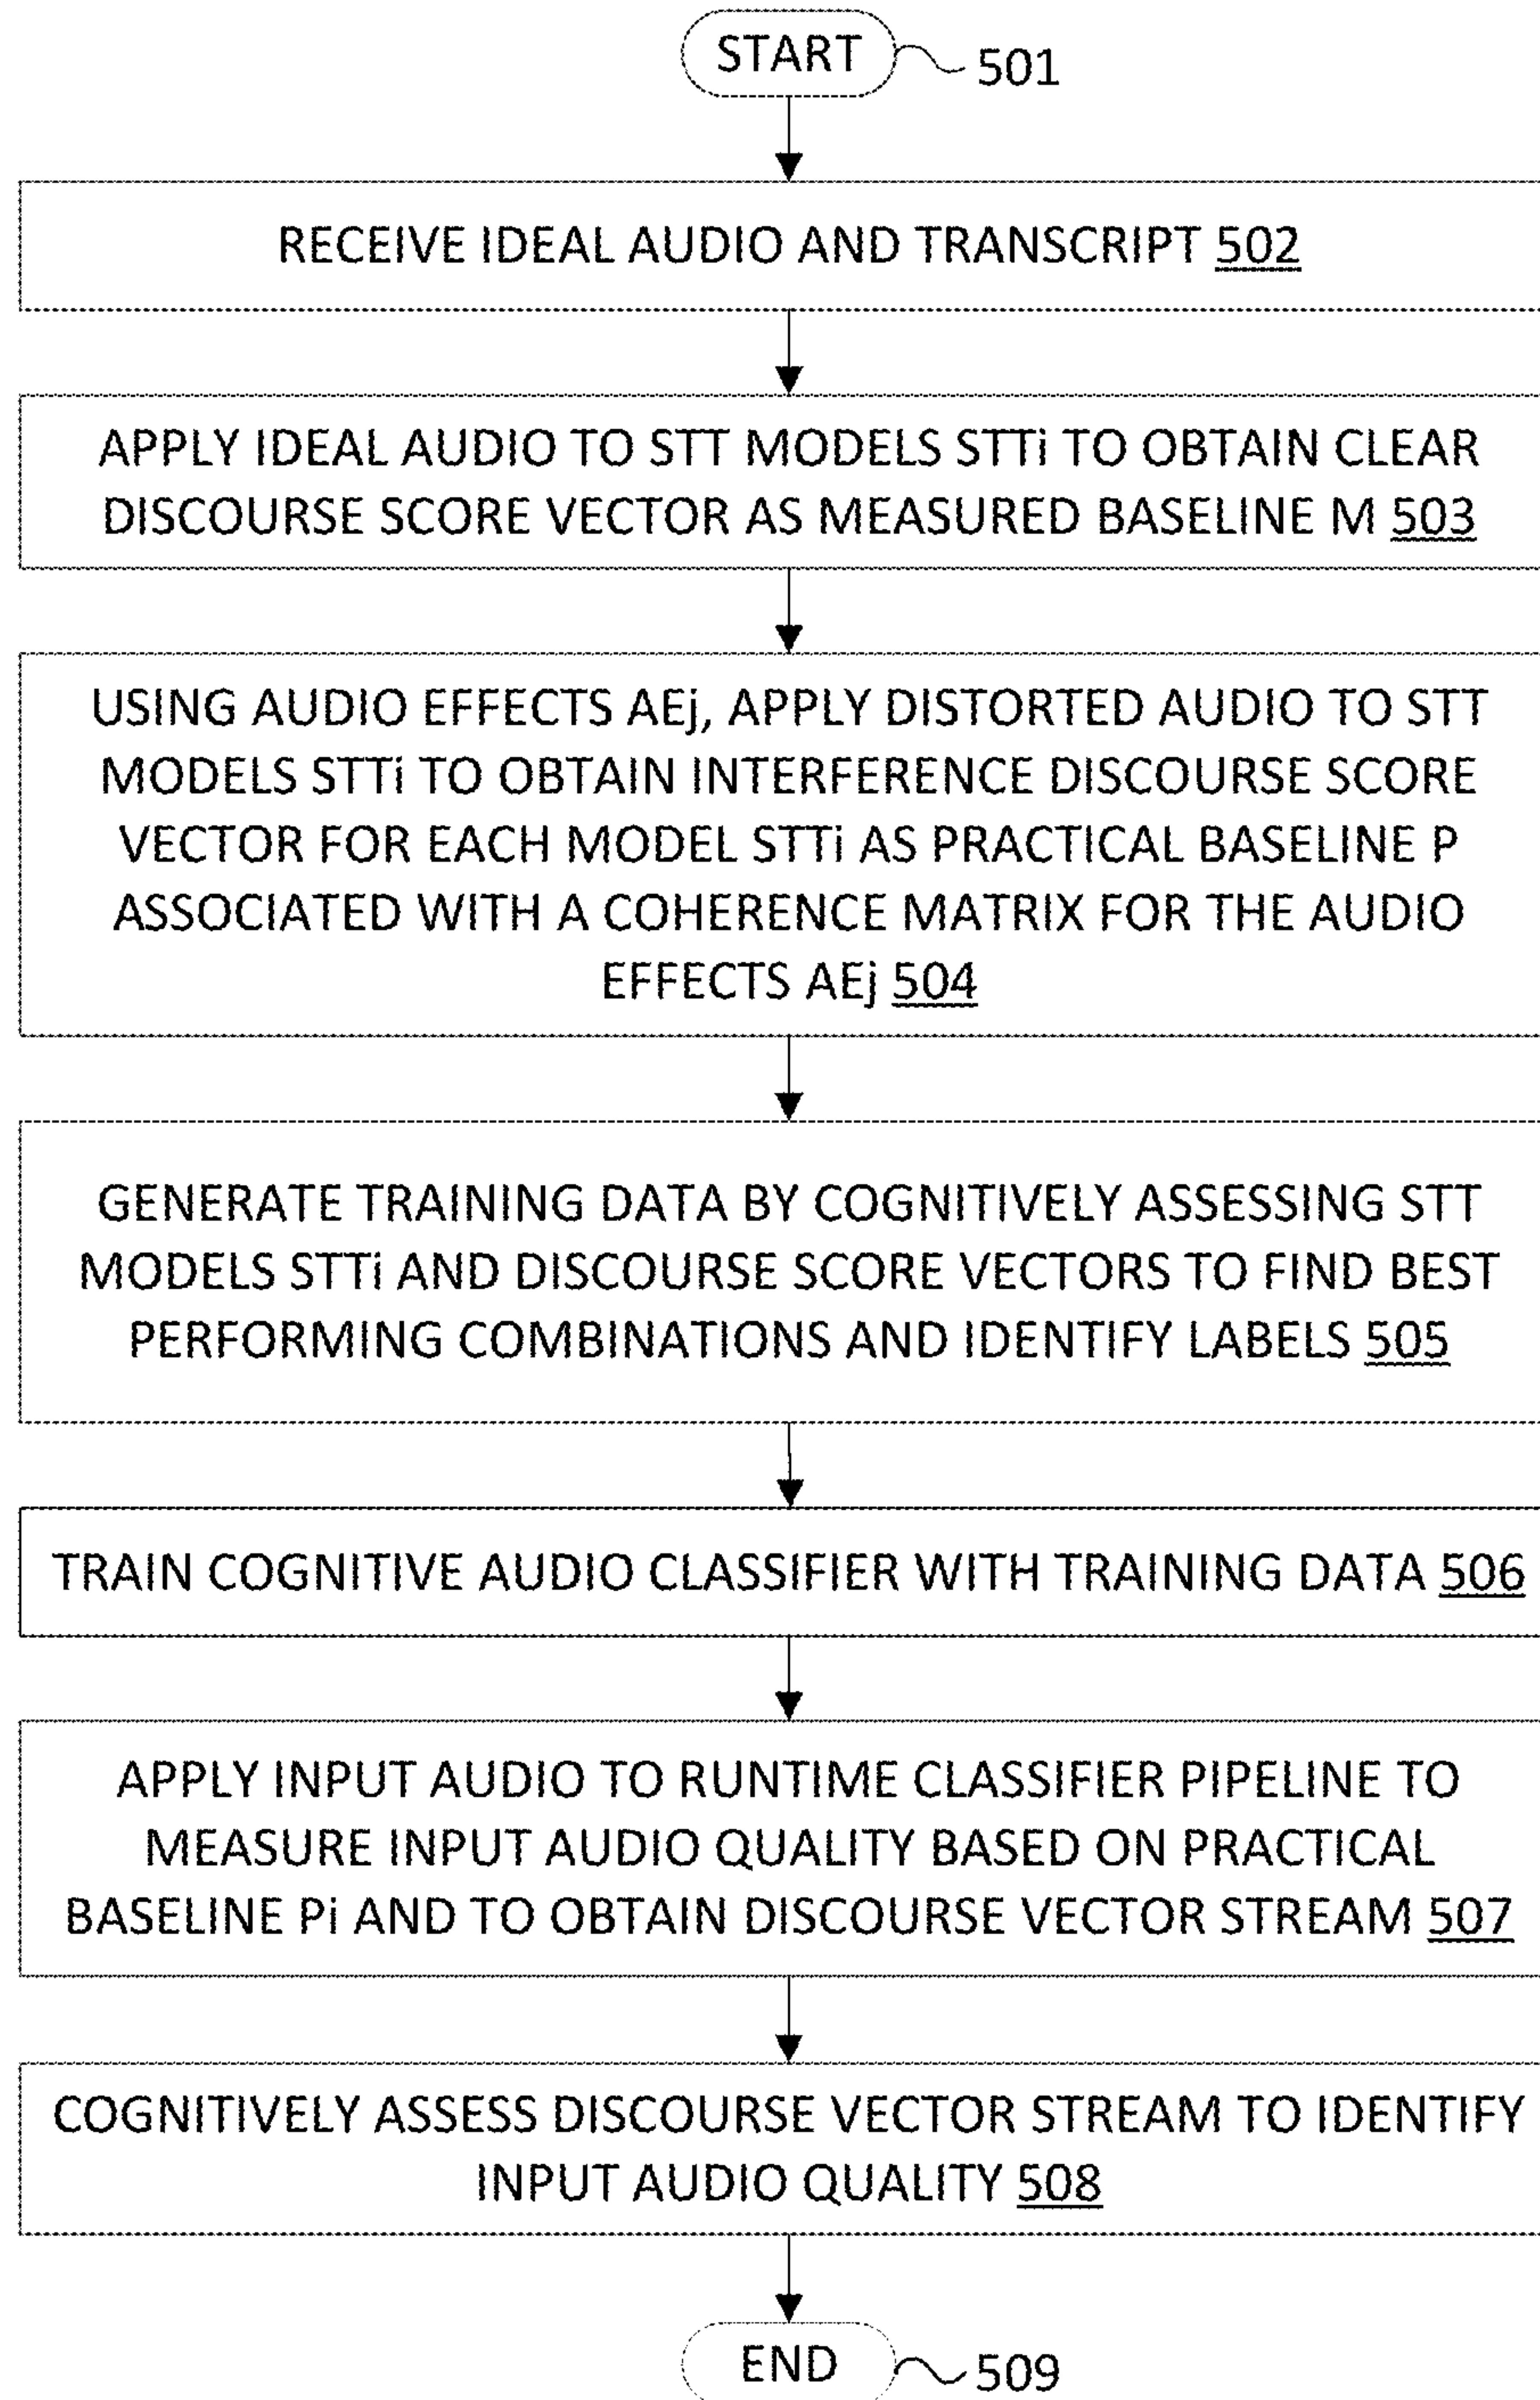 START 501
RECEIVE IDEAL AUDIO AND TRANSCRIPT 502
APPLY IDEAL AUDIO TO STT MODELS STTi TO OBTAIN CLEAR
DISCOURSE SCORE VECTOR AS MEASURED BASELINE M 503
USING AUDIO EFFECTS AEj, APPLY DISTORTED AUDIO TO STT
MODELS STTi TO OBTAIN INTERFERENCE DISCOURSE SCORE
VECTOR FOR EACH MODEL STTi AS PRACTICAL BASELINE P
ASSOCIATED WITH A COHERENCE MATRIX FOR THE AUDIO
EFFECTS AEj 504
GENERATE TRAINING DATA BY COGNITIVELY ASSESSING STT
MODELS STTi AND DISCOURSE SCORE VECTORS TO FIND BEST
PERFORMING COMBINATIONS AND IDENTIFY LABELS 505
TRAIN COGNITIVE AUDIO CLASSIFIER WITH TRAINING DATA 506
APPLY INPUT AUDIO TO RUNTIME CLASSIFIER PIPELINE TO
MEASURE INPUT AUDIO QUALITY BASED ON PRACTICAL
BASELINE Pi AND TO OBTAIN DISCOURSE VECTOR STREAM 507
COGNITIVELY ASSESS DISCOURSE VECTOR STREAM TO IDENTIFY
INPUT AUDIO QUALITY 508
END 509